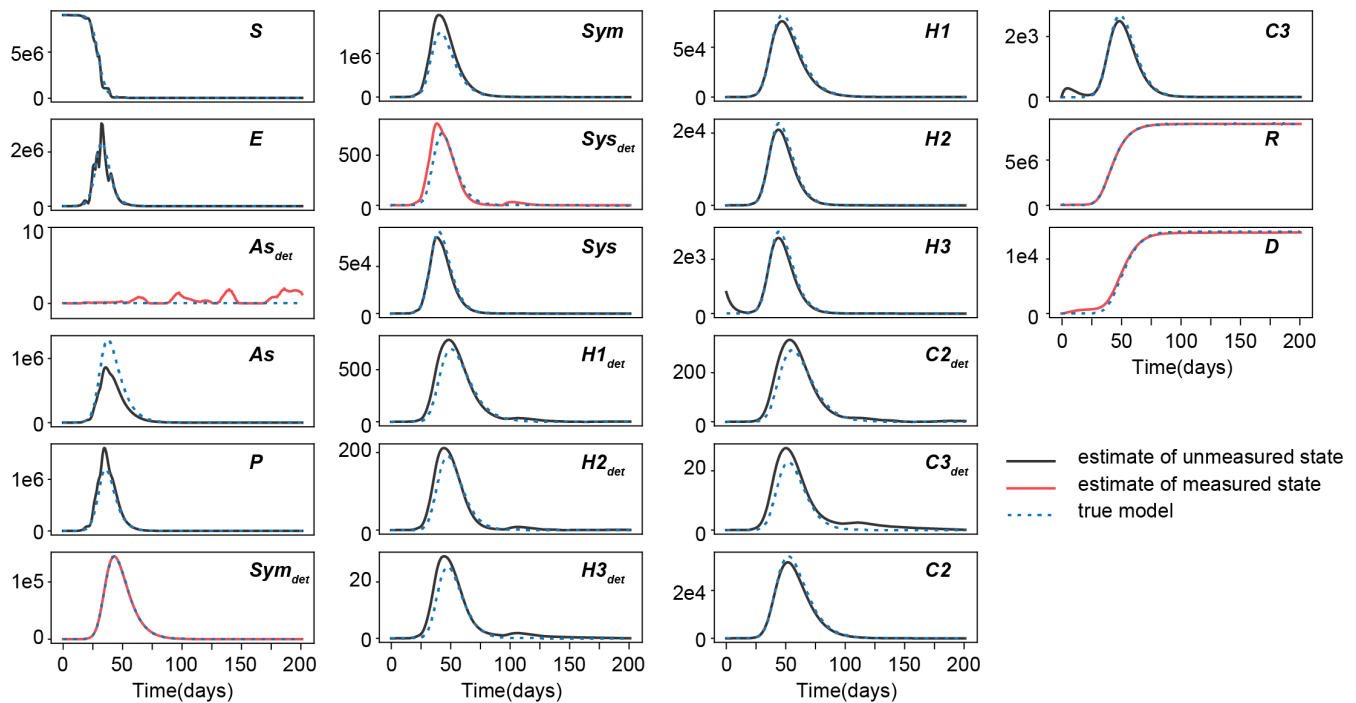 S
5e6
0
E
2e6
0
As_det
10
0
As
1e6
0
P
1e6
0
Sym_det
1e5
0
0 50 100 150 200
Time(days)
Sym
1e6
0
Sys_det
500
0
Sys
5e4
0
H1_det
500
0
H2_det
200
0
H3_det
20
0
0 50 100 150 200
Time(days)
H1
5e4
0
H2
2e4
0
H3
2e3
0
C2_det
200
0
C3_det
20
0
C2
2e4
0
0 50 100 150 200
Time(days)
C3
2e3
0
R
5e6
0
D
1e4
0
0 50 100 150 200
Time(days)
estimate of unmeasured state
estimate of measured state
true model